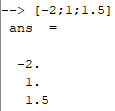 --> [-2;1;1.5]
ans =
-2.
1.
1.5